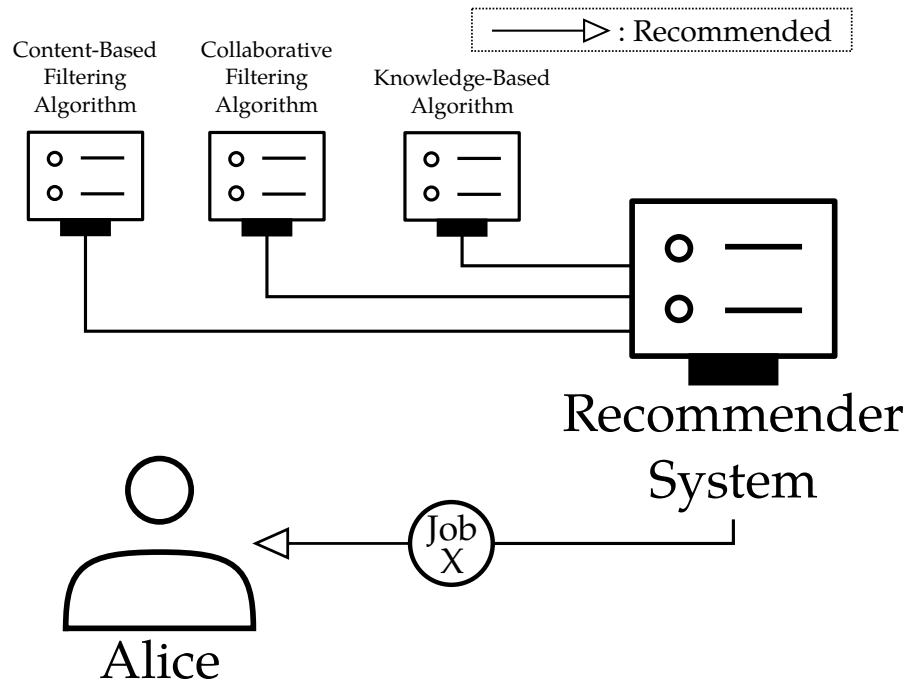 : Recommended
Content-Based
Filtering
Algorithm
Collaborative
Filtering
Algorithm
Knowledge-Based
Algorithm
Recommender
System
Job
X
Alice